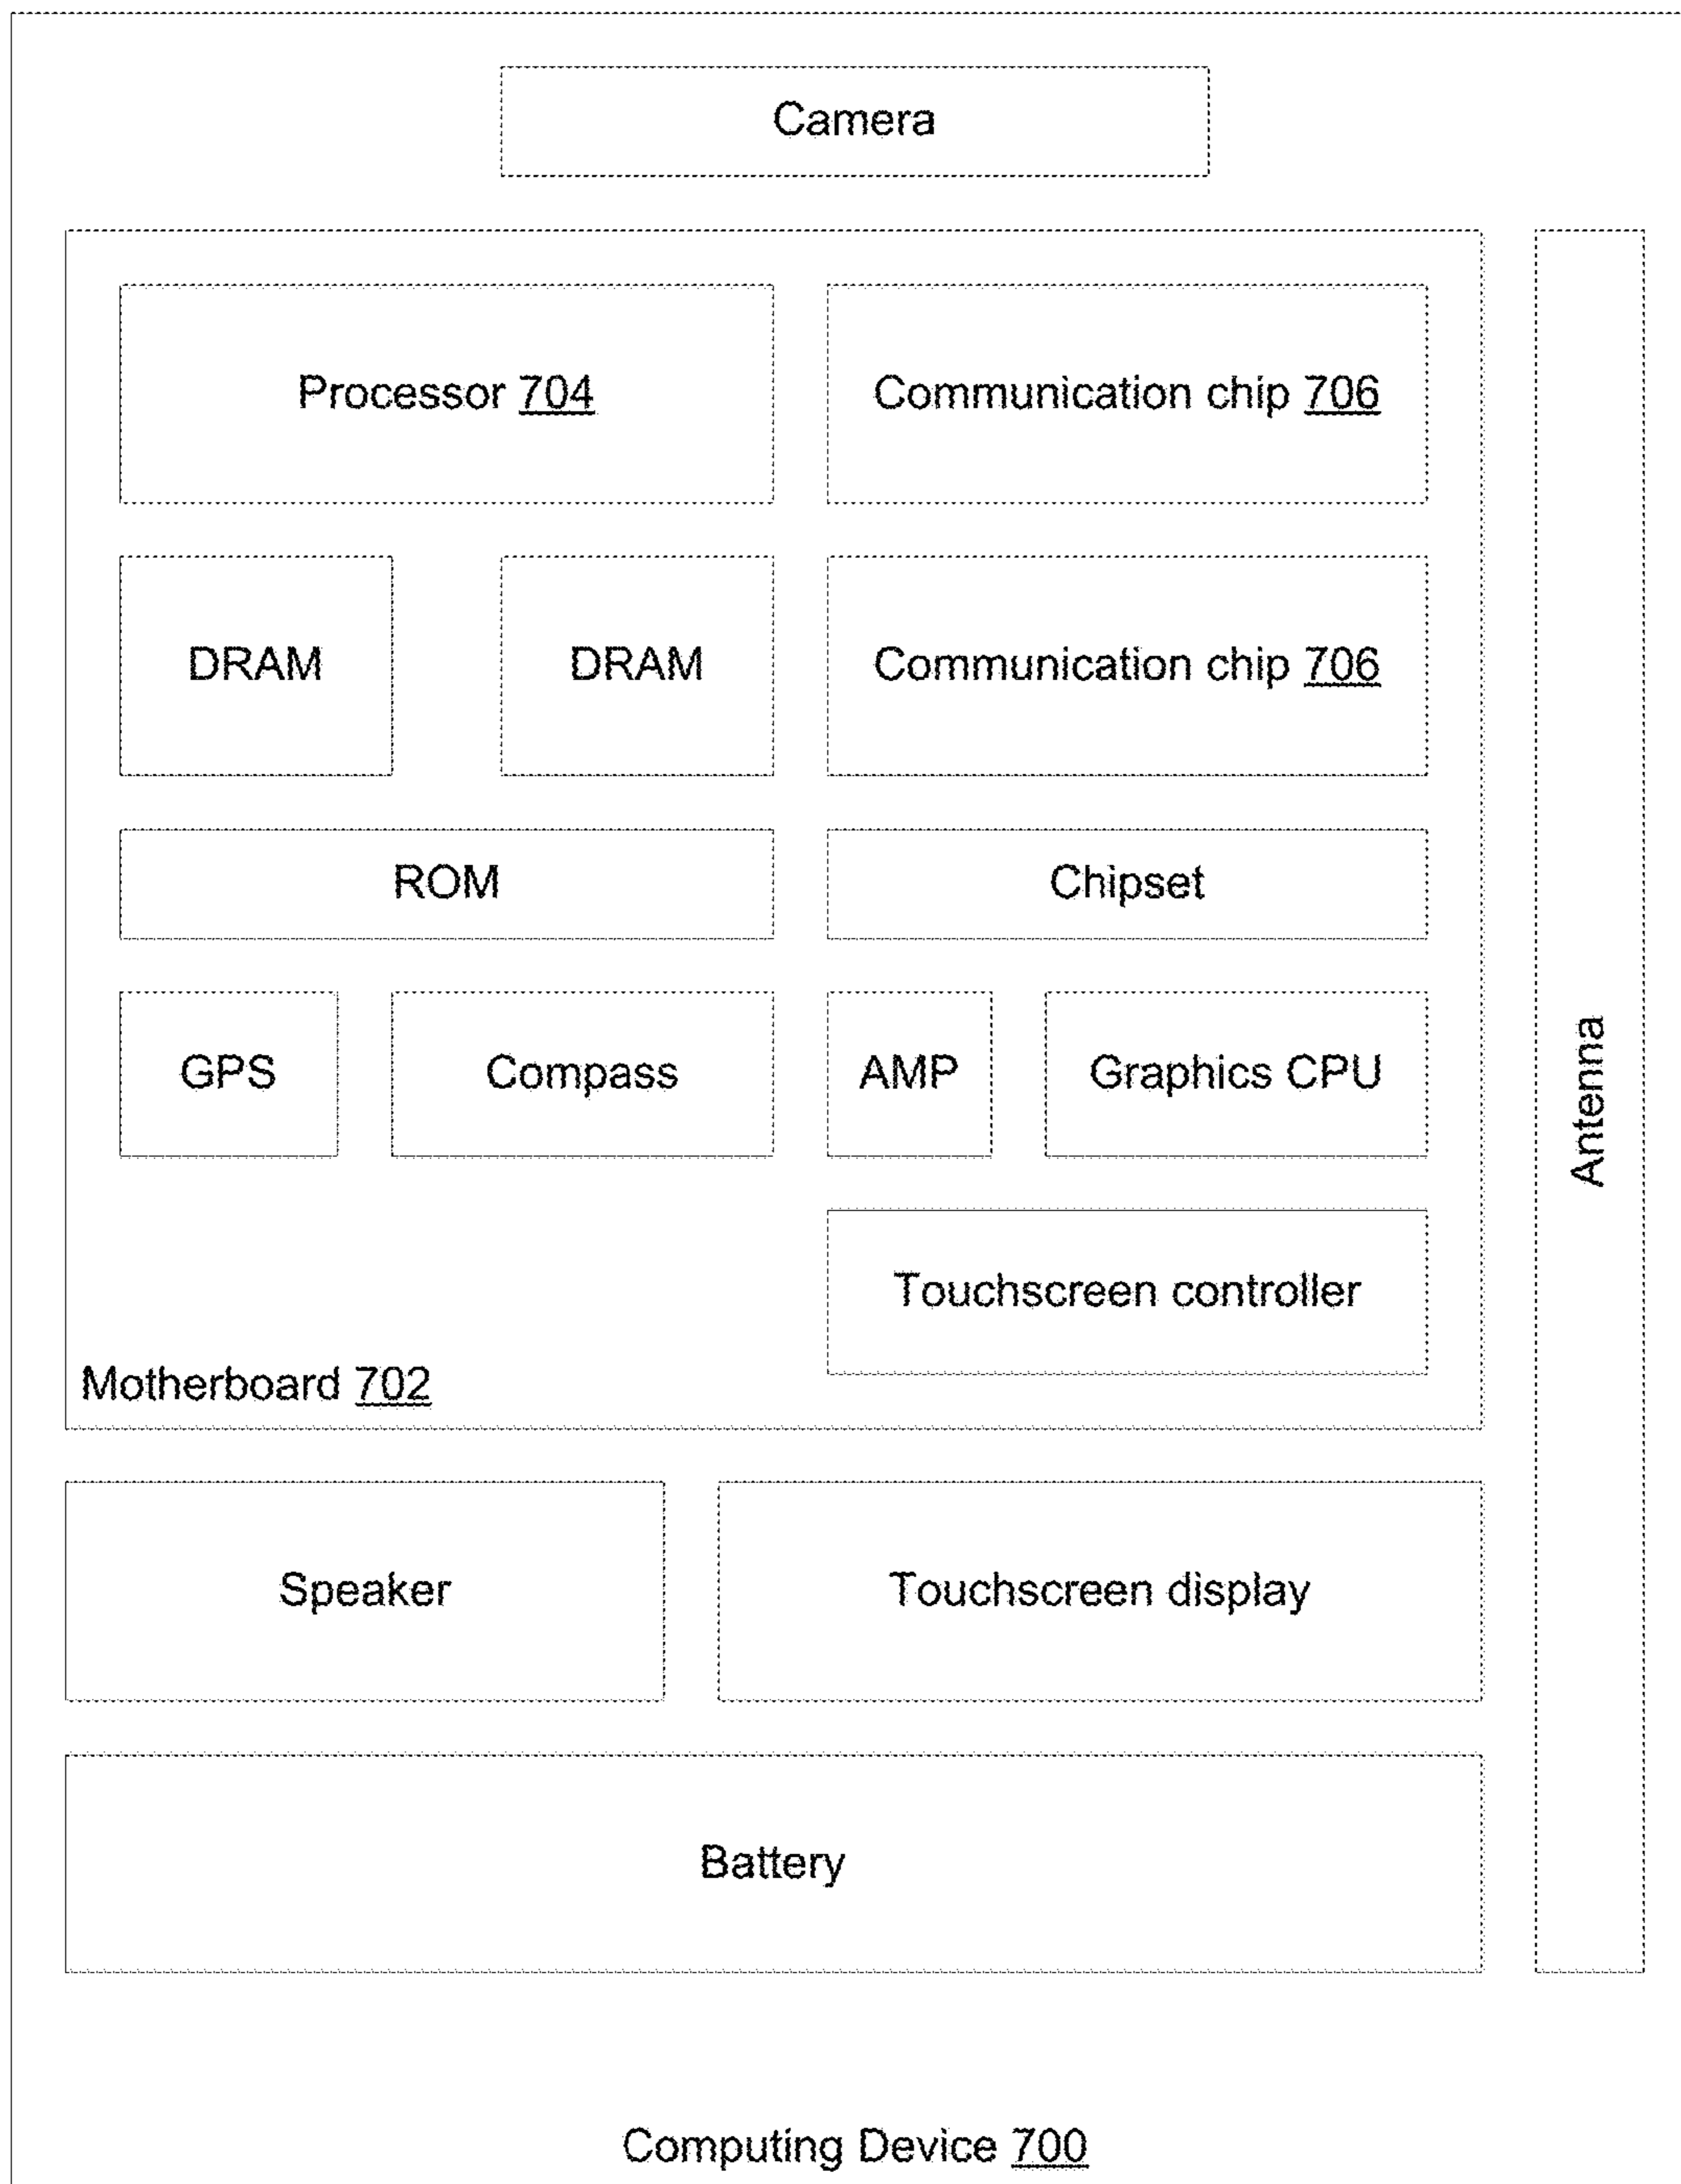 Camera
Processor 704
Communication chip 706
DRAM
DRAM
Communication chip 706
ROM
Chipset
GPS
Compass
AMP
Graphics CPU
Antenna
Touchscreen controller
Motherboard 702
Speaker
Touchscreen display
Battery
Computing Device 700